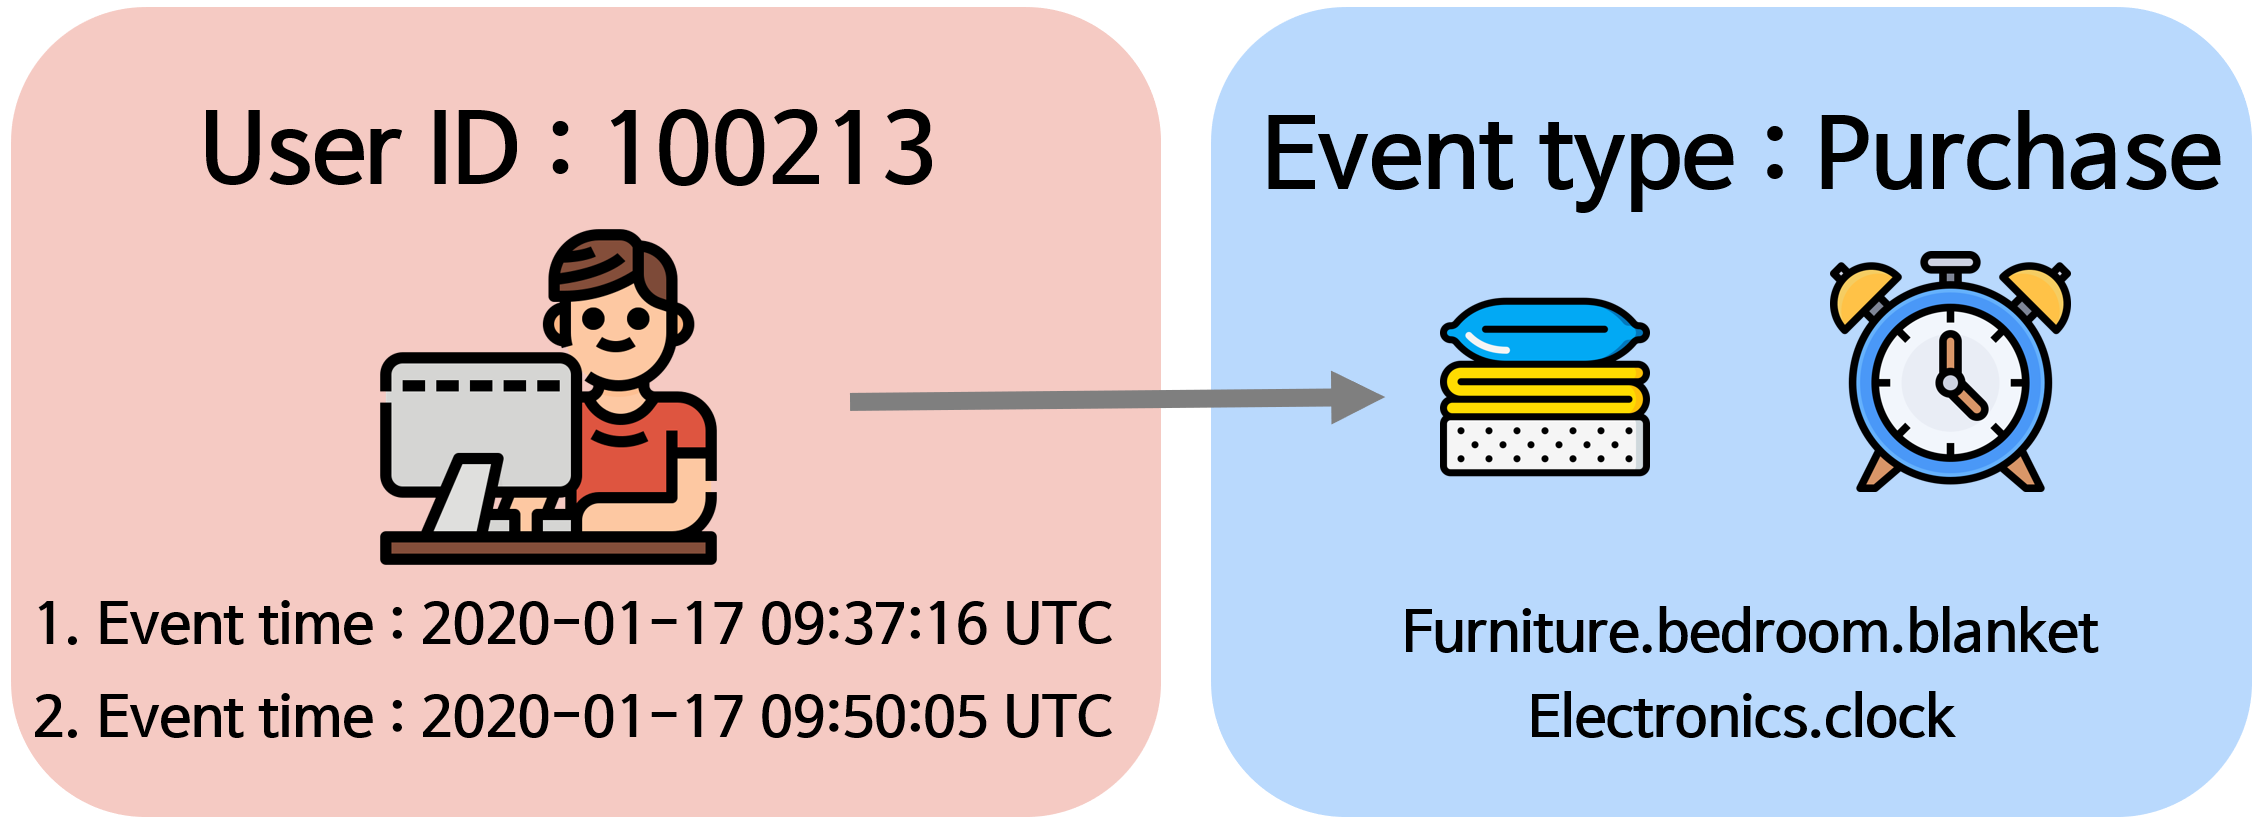 User ID : 100213
1. Event time : 2020-01-17 09:37:16 UTC
2. Event time : 2020-01-17 09:50:05 UTC
Event type : Purchase
Furniture.bedroom.blanket
Electronics.clock